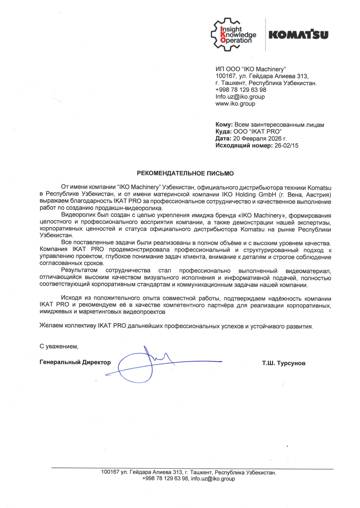 Insight
Knowledge
Operation
KOMATSU
ИП ООО "IKO Machinery"
100167, ул. Гейдара Алиева 313,
г. Ташкент, Республика Узбекистан.
+998 78 129 63 98
Info.uz@iko.group
www.iko.group
Кому: Всем заинтересованным лицам
Куда: ООО "IKAT PRO"
Дата: 20 Февраля 2026 г.
Исходящий номер: 26-02/15
РЕКОМЕНДАТЕЛЬНОЕ ПИСЬМО
От имени компании "IKO Machinery" Узбекистан, официального дистрибьютора техники Komatsu
в Республике Узбекистан, и от имени материнской компании IKO Holding GmbH (г. Вена, Австрия)
выражаем благодарность IKAT PRO за профессиональное сотрудничество и качественное выполнение
работ по созданию продакшн-видеоролика.
Видеоролик был создан с целью укрепления имиджа бренда «IKO Machinery», формирования
целостного и профессионального восприятия компании, а также демонстрации нашей экспертизы,
корпоративных ценностей и статуса официального дистрибьютора Komatsu на рынке Республики
Узбекистан.
Все поставленные задачи были реализованы в полном объёме и с высоким уровнем качества.
Компания IKAT PRO продемонстрировала профессиональный и структурированный подход к
управлению проектом, глубокое понимание задач клиента, внимание к деталям и строгое соблюдение
согласованных сроков.
Результатом сотрудничества стал профессионально выполненный видеоматериал,
отличающийся высоким качеством визуального исполнения и информативной подачей, полностью
соответствующий корпоративным стандартам и коммуникационным задачам нашей компании.
Исходя из положительного опыта совместной работы, подтверждаем надёжность компании
IKAT PRO и рекомендуем её в качестве компетентного партнёра для реализации корпоративных,
имиджевых и маркетинговых видеопроектов
Желаем коллективу IKAT PRO дальнейших профессиональных успехов и устойчивого развития.
С уважением,
Генеральный Директор
Т.Ш. Турсунов
100167 ул. Гейдара Алиева 313, г. Ташкент, Республика Узбекистан.
+998 78 129 63 98, info.uz@iko.group